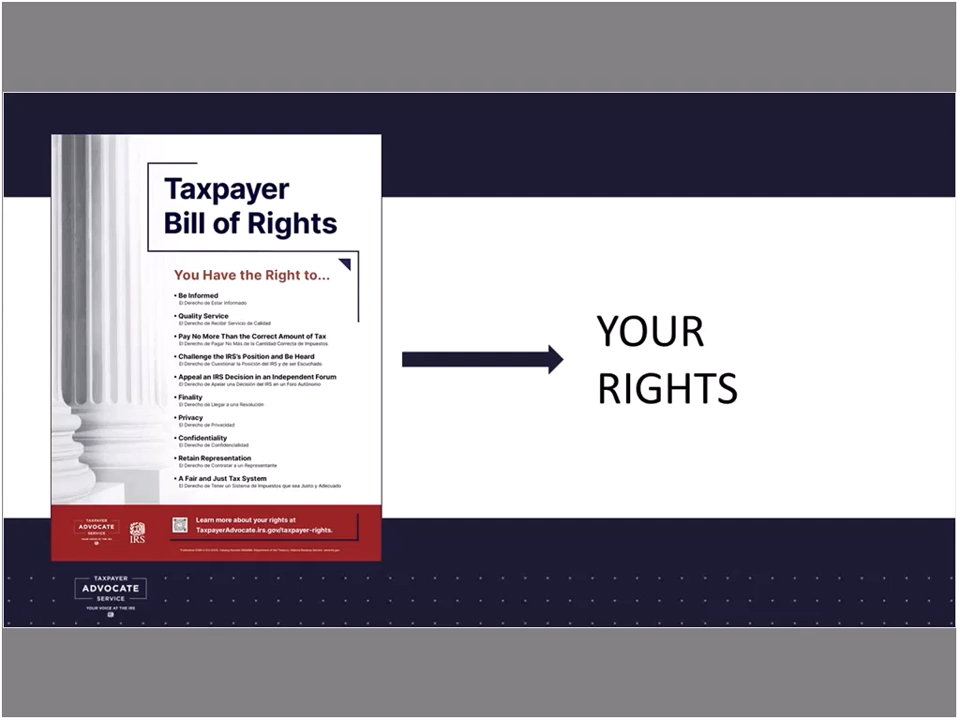 Taxpayer
Bill of Rights
You Have the Right to...
• Be Informed
El Derecho de Estar Informado
• Quality Service
El Derecho de Recibir Servicio de Calidad
• Pay No More Than the Correct Amount of Tax
El Derecho de Pagar No Más de la Cantidad Correcta de Impuestos
• Challenge the IRS's Position and Be Heard
El Derecho de Cuestionar la Posición del IRS y de ser Escuchado
• Appeal an IRS Decision in an Independent Forum
El Derecho de Apelar una Decisión del IRS en un Foro Autónomo
• Finality
El Derecho de Llegar a una Resolución
• Privacy
El Derecho de Privacidad
• Confidentiality
El Derecho de Confidencialidad
• Retain Representation
El Derecho de Contratar a un Representante
• A Fair and Just Tax System
El Derecho de Tener un Sistema de Impuestos que sea Justo y Adecuado
TAXPAYER
ADVOCATE
SERVICE
YOUR VOICE AT THE IRS
IRS
Learn more about your rights at
TaxpayerAdvocate.irs.gov/taxpayer-rights.
YOUR
RIGHTS
TAXPAYER
ADVOCATE
SERVICE
YOUR VOICE AT THE IRS